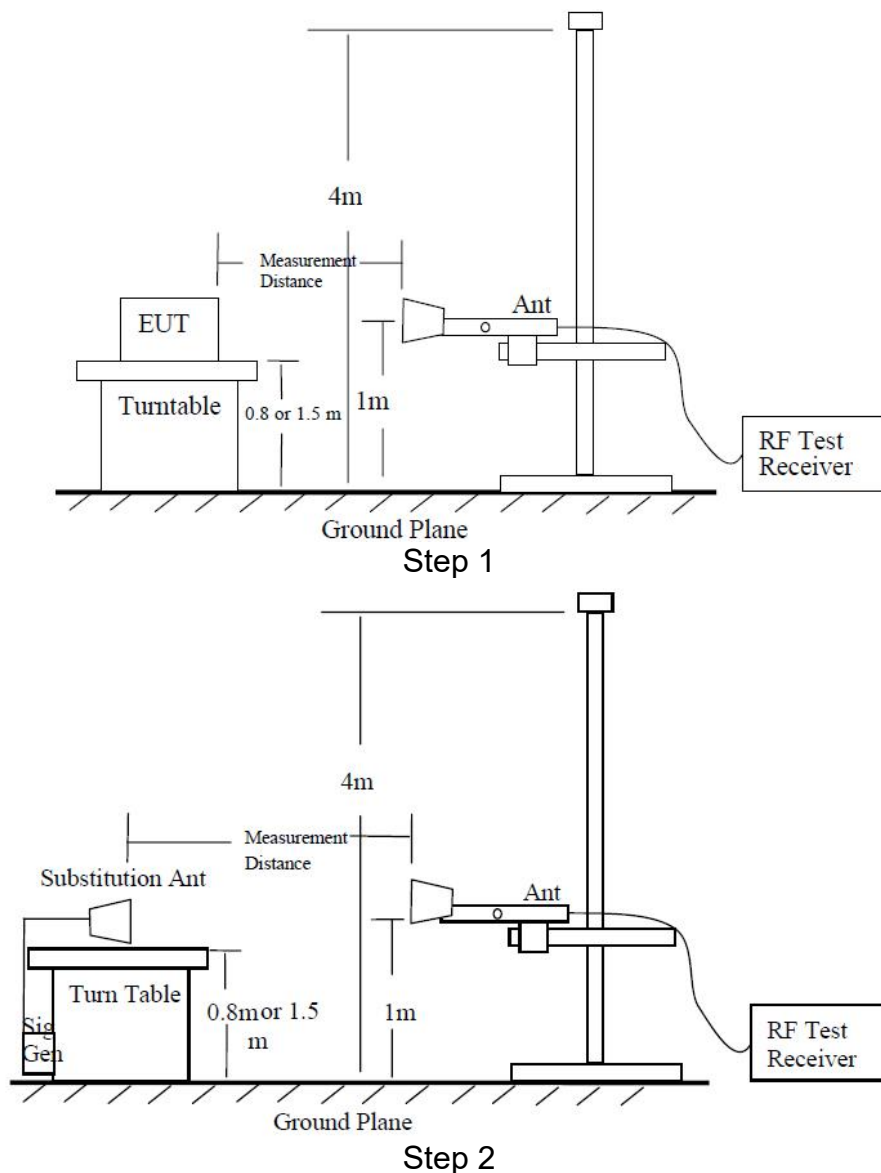 4m
Measurement
Distance
Ant
EUT
1m
Turntable
0.8 or 1.5 m
RF Test
Receiver
Ground Plane
Step 1
4m
Measurement
Distance
Substitution Ant
Ant
Turn Table
0.8m or 1.5
m
1m
Sig
Gen
RF Test
Receiver
Ground Plane
Step 2